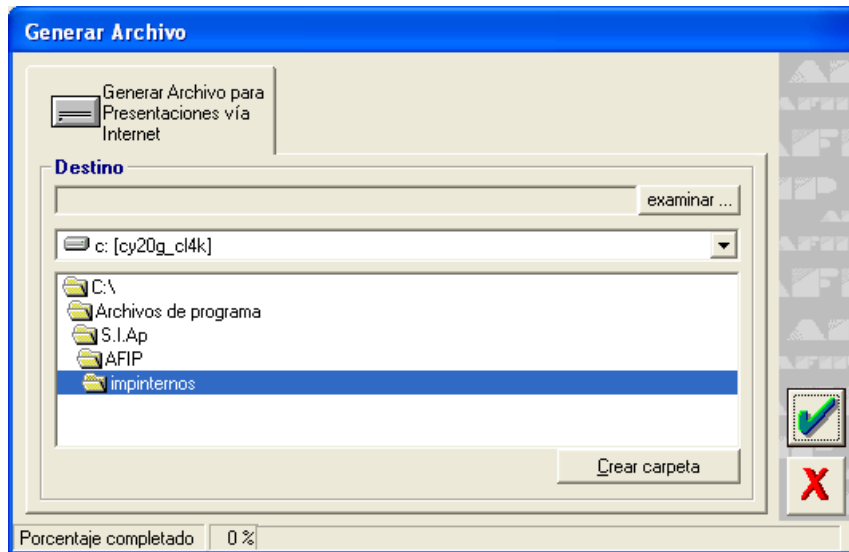 Generar Archivo
Generar Archivo para
Presentaciones vía
Internet
Destino
examinar ...
c: [cy20g_cl4k]
C:\
Archivos de programa
S.I.Ap
AFIP
impinternos
Crear carpeta
Porcentaje completado 0 %